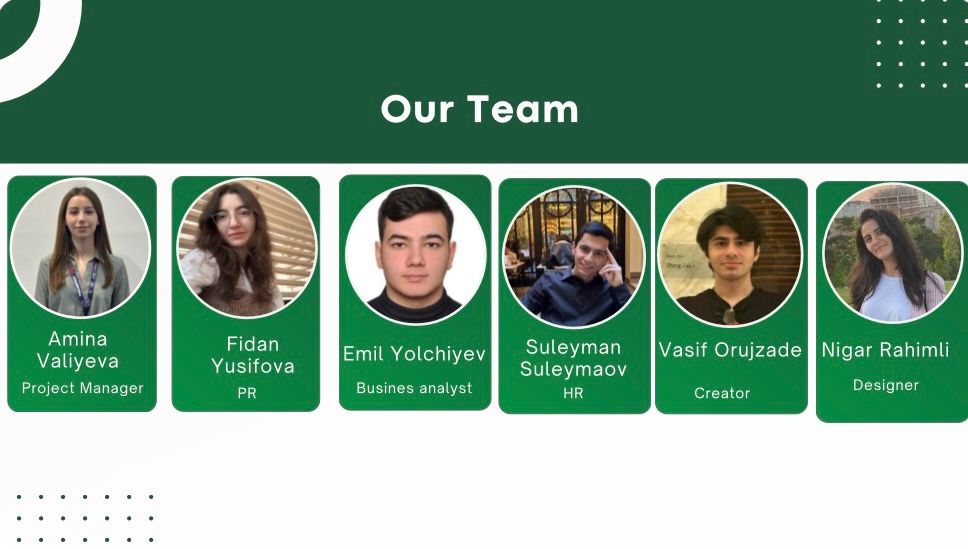 Our Team
Amina
Valiyeva
Project Manager
Fidan
Yusifova
PR
Emil Yolchiyev
Busines analyst
Suleyman
Suleymaov
HR
Vasif Orujzade
Creator
Nigar Rahimli
Designer